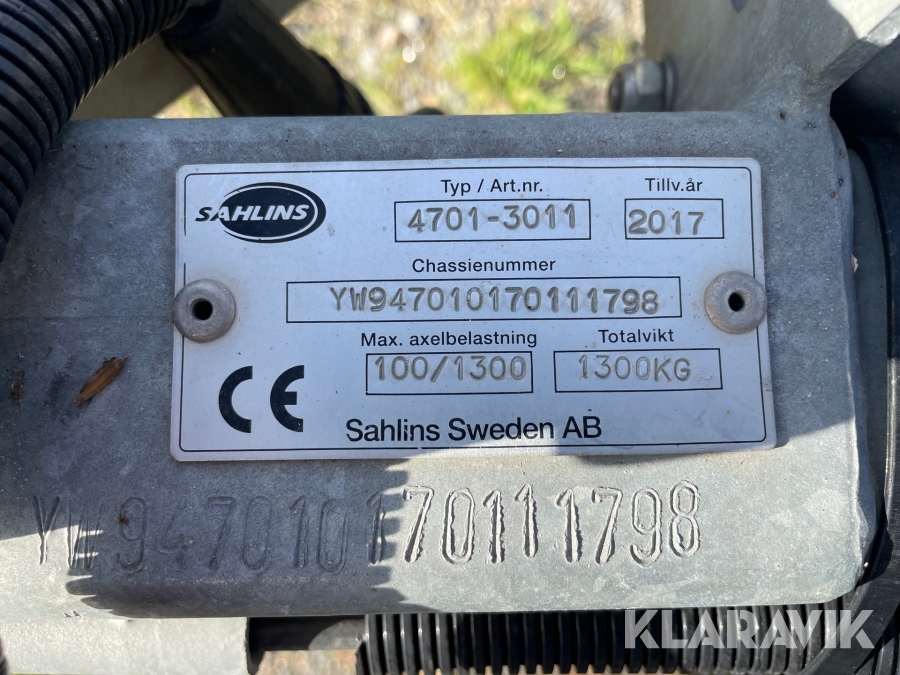 SAHLINS
Typ / Art.nr.
Tillv.år
4701-3011
2017
Chassienummer
YW947010170111798
Max. axelbelastning
Totalvikt
100/1300
1300KG
CE
Sahlins Sweden AB
YW947010170111798
KLARAVIK